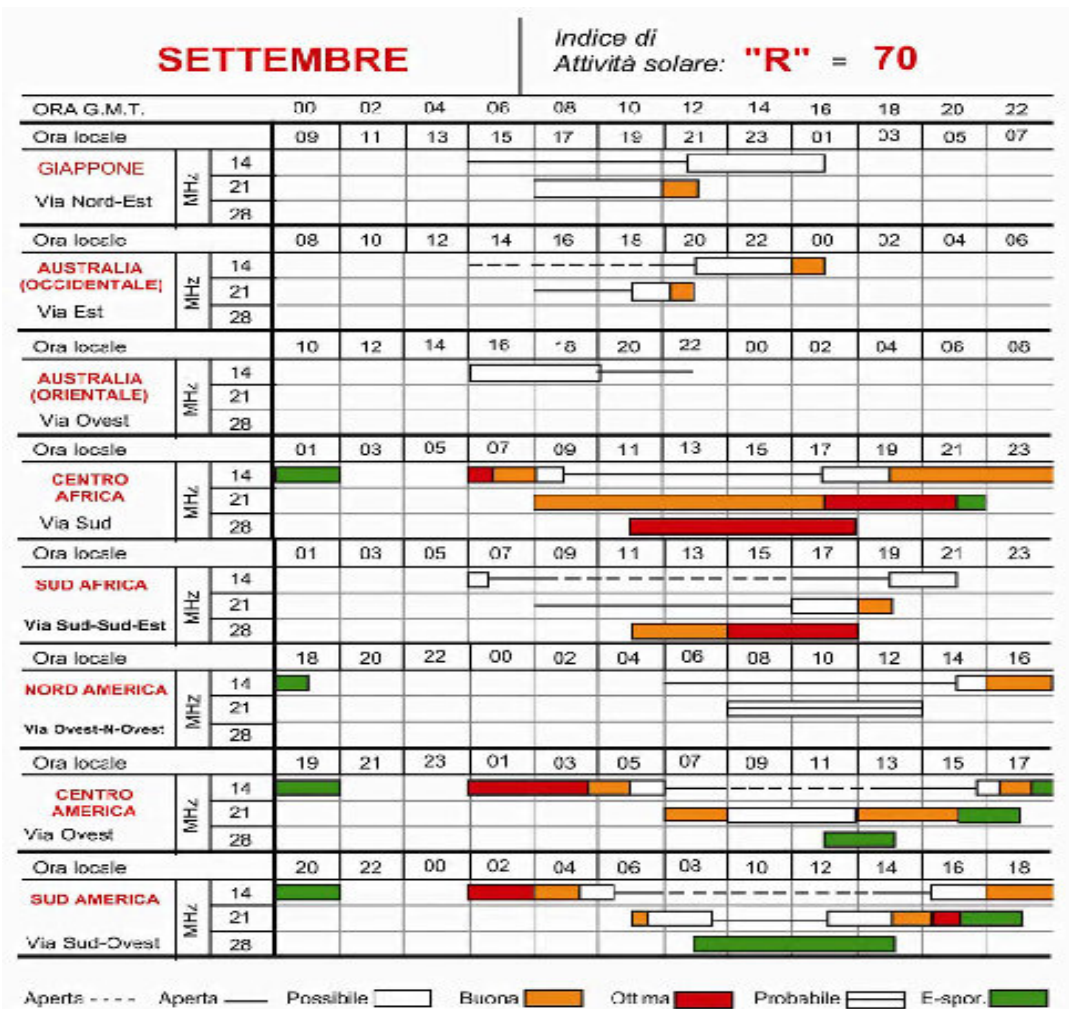 SETTEMBRE
Indice di
Attività solare: "R" = 70
ORA G.M.T. 00 02 04 06 08 10 12 14 16 18 20 22
Ora locale 09 11 13 15 17 19 21 23 01 03 05 07
GIAPPONE
Via Nord-Est
MHz
14
21
28
Ora locale 08 10 12 14 16 18 20 22 00 02 04 06
AUSTRALIA
(OCCIDENTALE)
Via Est
MHz
14
21
28
Ora locale 10 12 14 16 18 20 22 00 02 04 06 08
AUSTRALIA
(ORIENTALE)
Via Ovest
MHz
14
21
28
Ora locale 01 03 05 07 09 11 13 15 17 19 21 23
CENTRO
AFRICA
Via Sud
MHz
14
21
28
Ora locale 01 03 05 07 09 11 13 15 17 19 21 23
SUD AFRICA
Via Sud-Sud-Est
MHz
14
21
28
Ora locale 18 20 22 00 02 04 06 08 10 12 14 16
NORD AMERICA
Via Ovest-N-Ovest
MHz
14
21
28
Ora locale 19 21 23 01 03 05 07 09 11 13 15 17
CENTRO
AMERICA
Via Ovest
MHz
14
21
28
Ora locale 20 22 00 02 04 06 08 10 12 14 16 18
SUD AMERICA
Via Sud-Ovest
MHz
14
21
28
Aperta - - - - Aperta —— Possibile Buona Ottima Probabile E-spor.